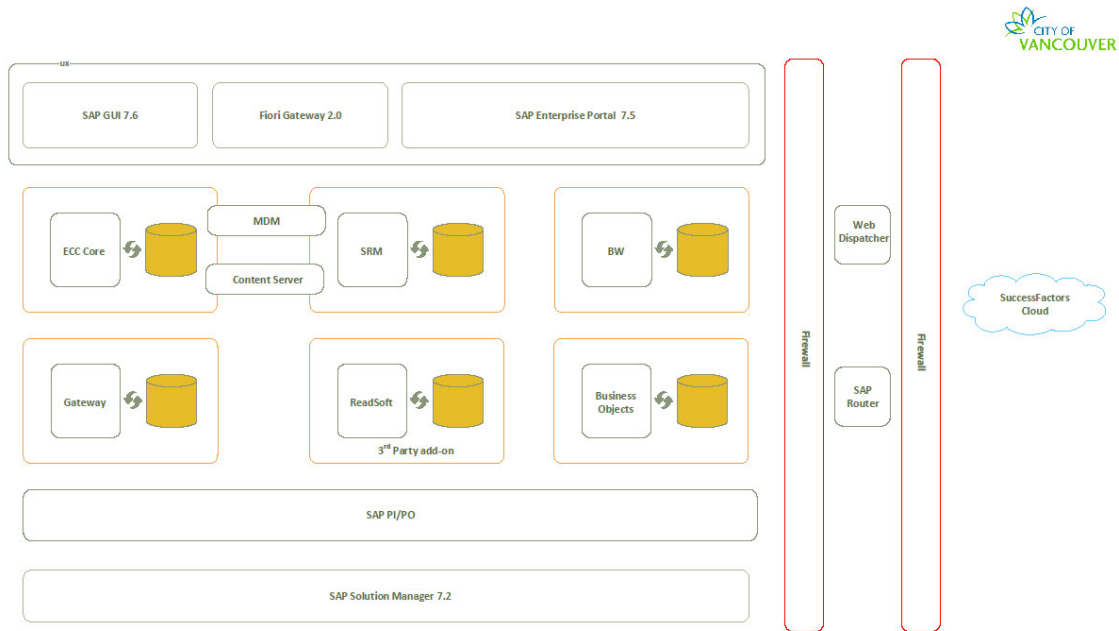 CITY OF
VANCOUVER
UX
SAP GUI 7.6
Fiori Gateway 2.0
SAP Enterprise Portal 7.5
ECC Core
MDM
Content Server
SRM
BW
Web
Dispatcher
SuccessFactors
Cloud
Firewall
Firewall
Gateway
ReadSoft
3rd Party add-on
Business
Objects
SAP
Router
SAP PI/PO
SAP Solution Manager 7.2